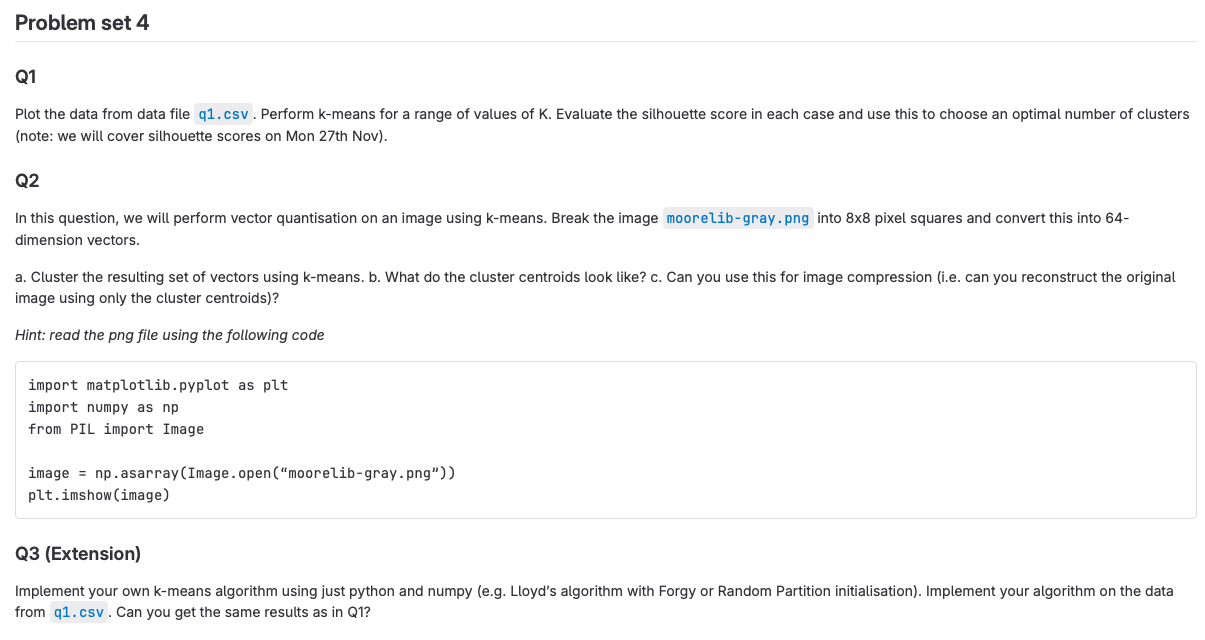 Problem set 4
Q1
Plot the data from data file q1.csv. Perform k-means for a range of values of K. Evaluate the silhouette score in each case and use this to choose an optimal number of clusters
(note: we will cover silhouette scores on Mon 27th Nov).
Q2
In this question, we will perform vector quantisation on an image using k-means. Break the image moorelib-gray.png into 8x8 pixel squares and convert this into 64-
dimension vectors.
a. Cluster the resulting set of vectors using k-means. b. What do the cluster centroids look like? c. Can you use this for image compression (i.e. can you reconstruct the original
image using only the cluster centroids)?
Hint: read the png file using the following code
import matplotlib.pyplot as plt
import numpy as np
from PIL import Image
image = np.asarray(Image.open(“moorelib-gray.png”))
plt.imshow(image)
Q3 (Extension)
Implement your own k-means algorithm using just python and numpy (e.g. Lloyd’s algorithm with Forgy or Random Partition initialisation). Implement your algorithm on the data
from q1.csv. Can you get the same results as in Q1?